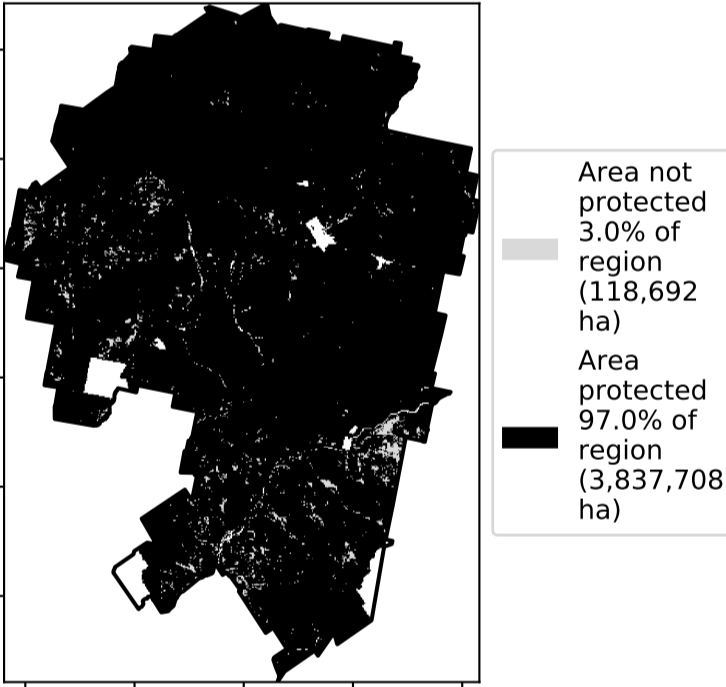 Area not
protected
3.0% of
region
(118,692
ha)
Area
protected
97.0% of
region
(3,837,708
ha)